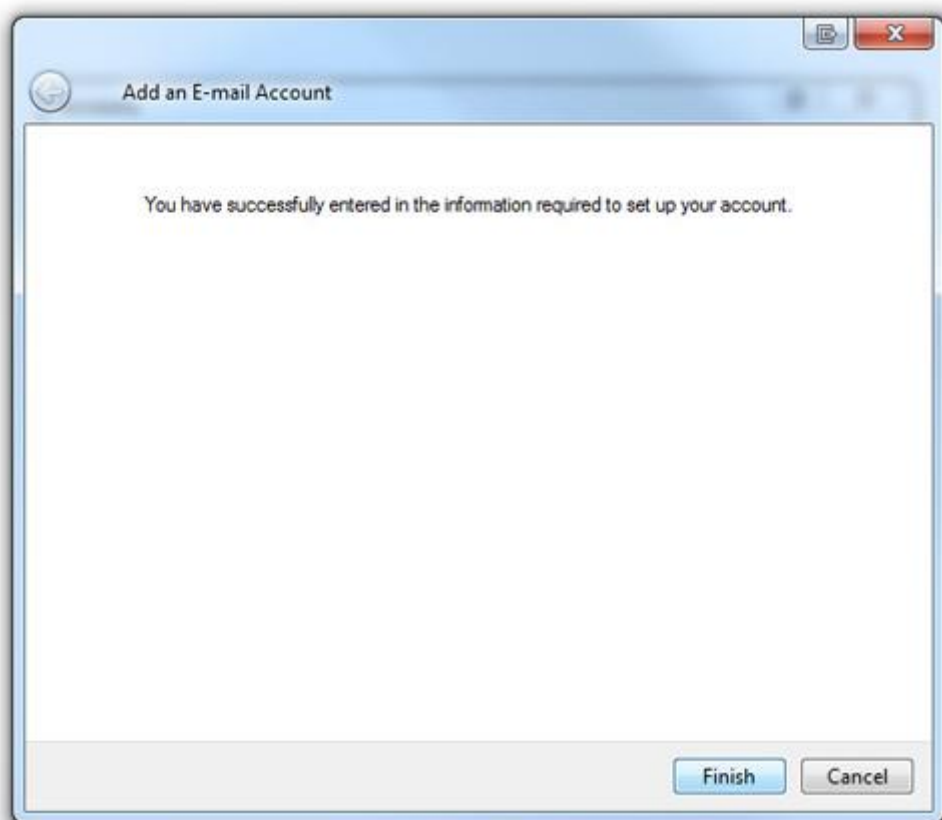 Add an E-mail Account
You have successfully entered in the information required to set up your account.
Finish Cancel